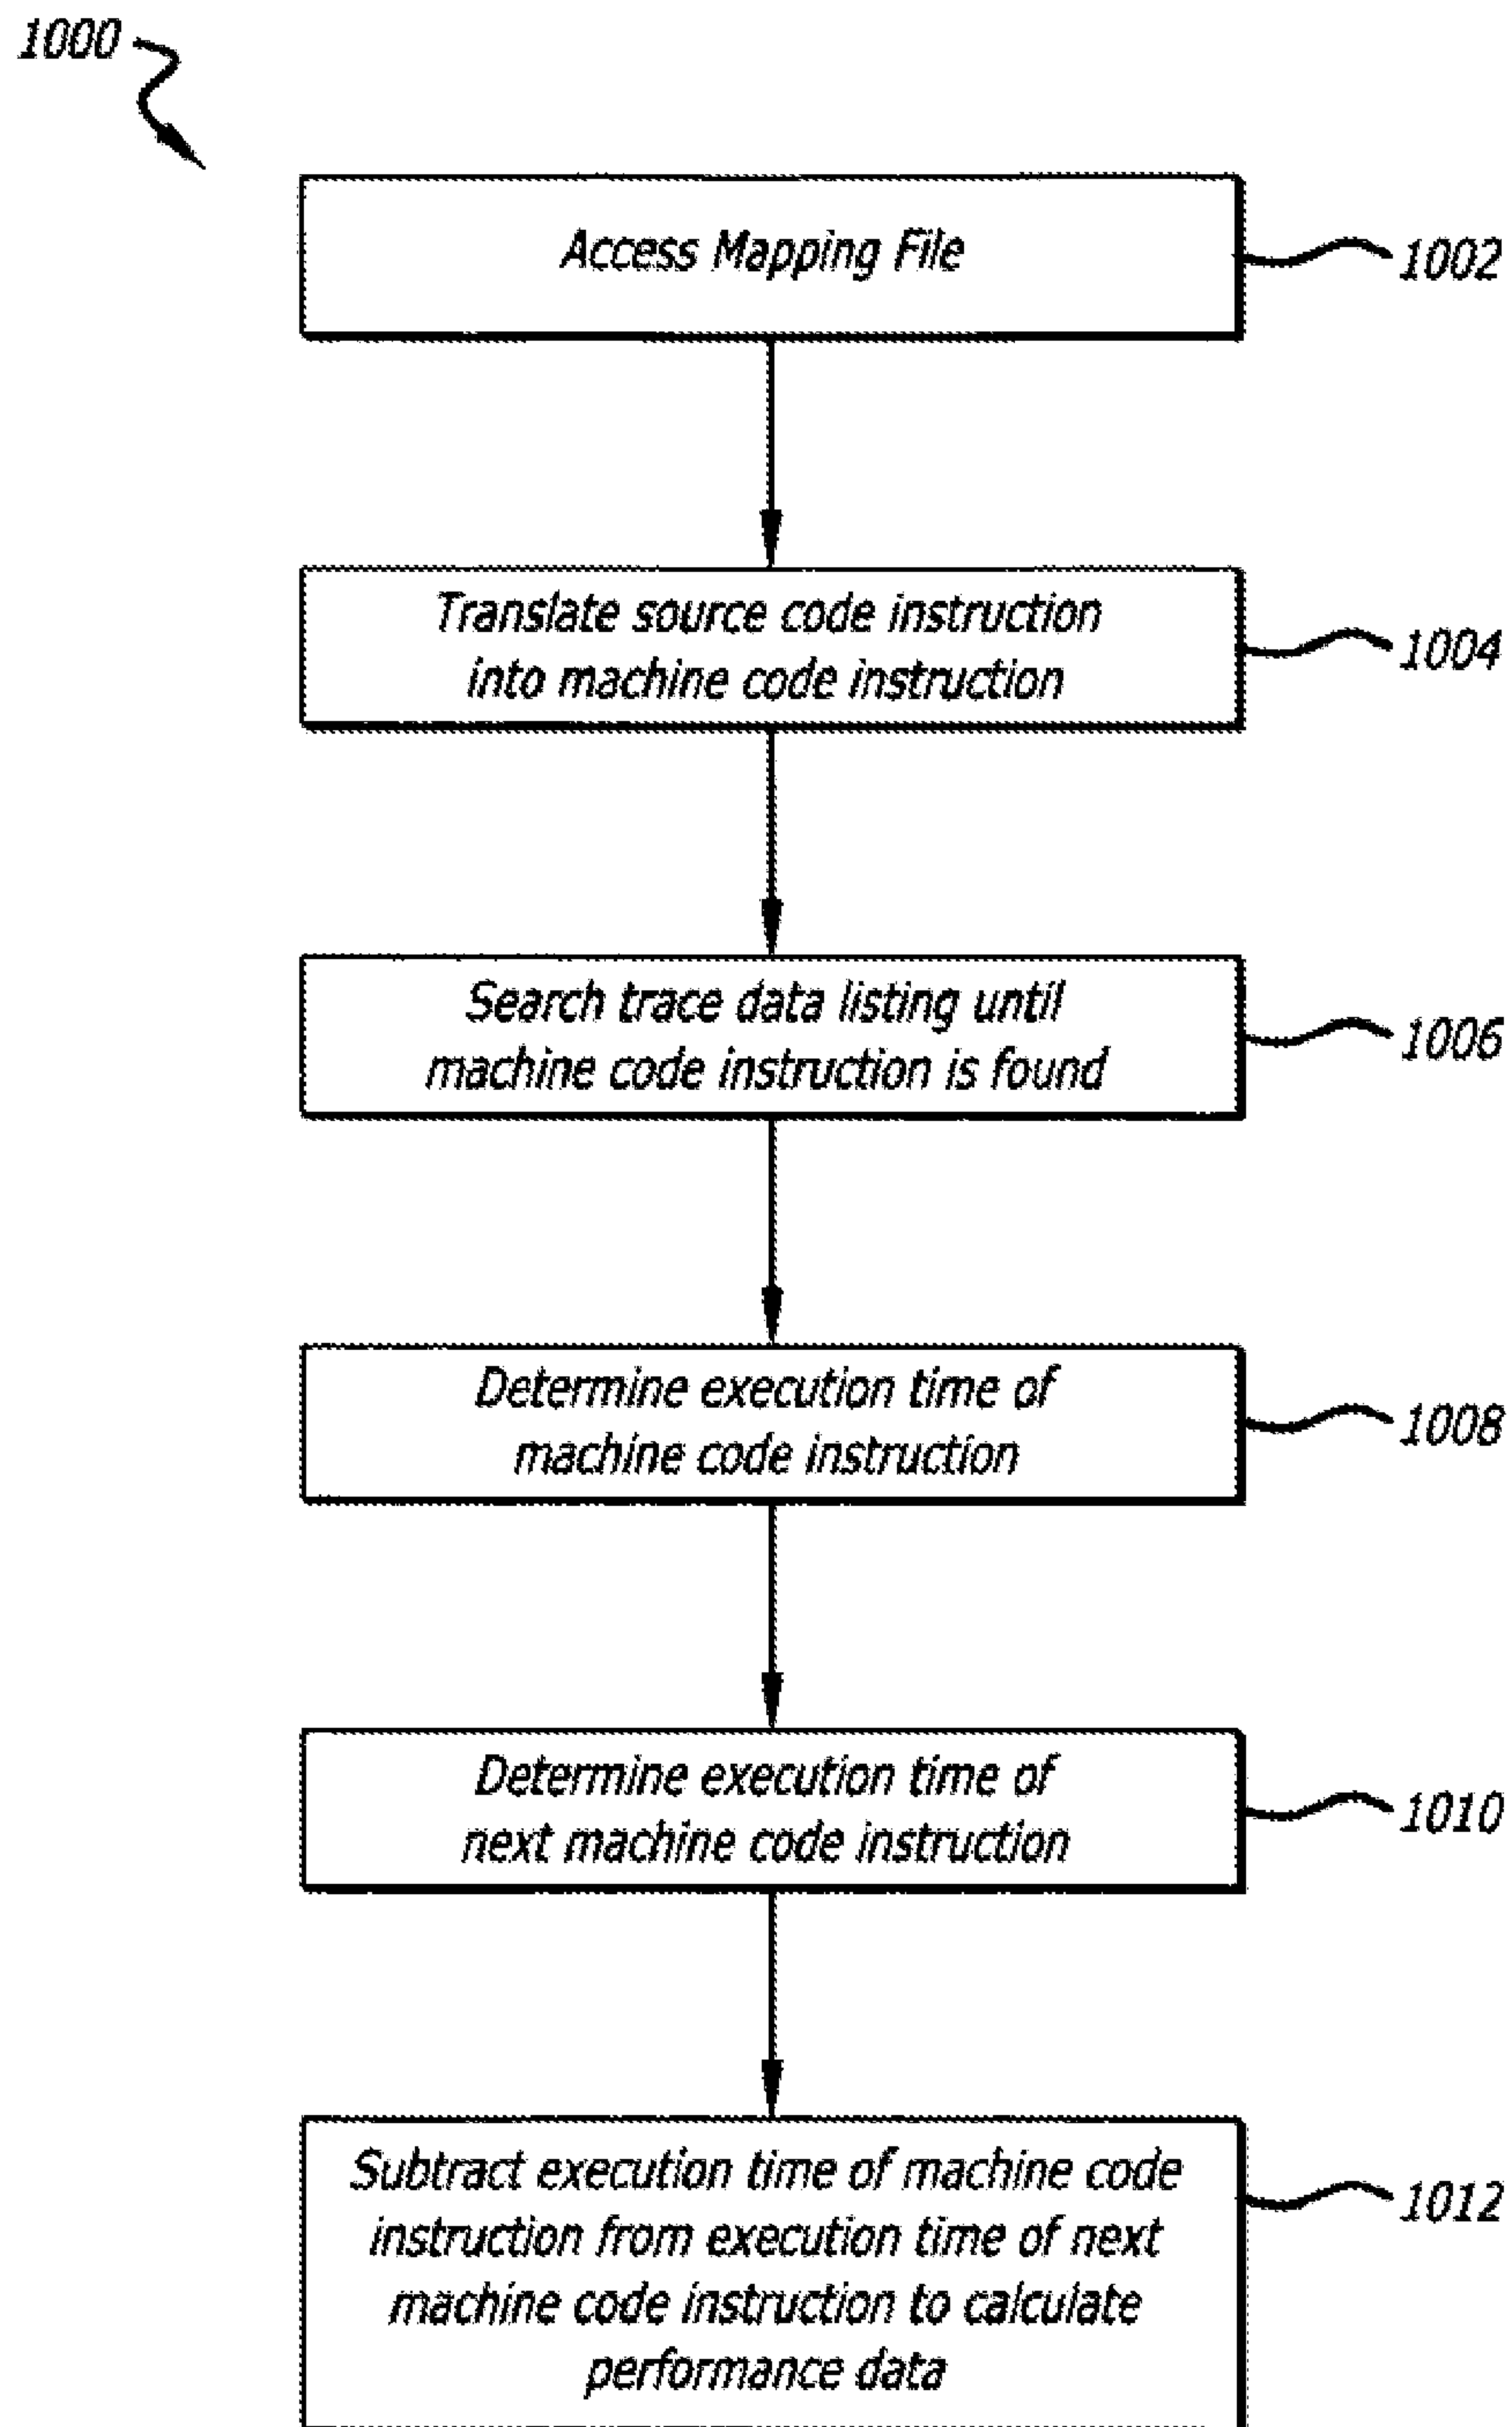 1000
Access Mapping File
1002
Translate source code instruction
into machine code instruction
1004
Search trace data listing until
machine code instruction is found
1006
Determine execution time of
machine code instruction
1008
Determine execution time of
next machine code instruction
1010
Subtract execution time of machine code
instruction from execution time of next
machine code instruction to calculate
performance data
1012